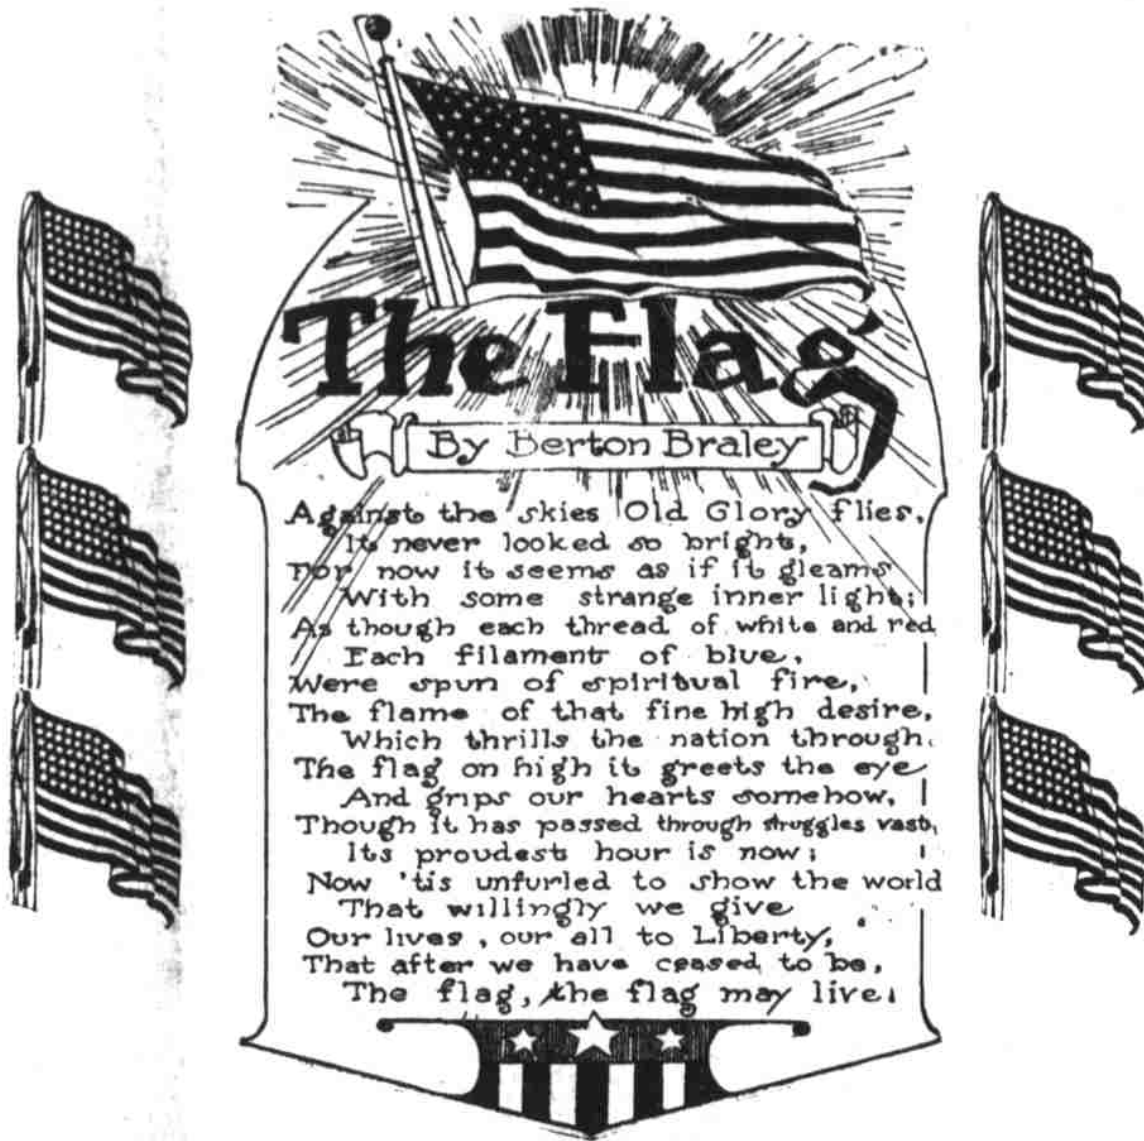 The Flag
By Berton Braley
Against the skies Old Glory flies,
It never looked so bright,
For now it seems as if it gleams
With some strange inner light;
As though each thread of white and red
Each filament of blue,
Were spun of spiritual fire,
The flame of that fine high desire,
Which thrills the nation through.
The flag on high it greets the eye
And grips our hearts somehow,
Though it has passed through struggles vast,
Its proudest hour is now;
Now 'tis unfurled to show the world
That willingly we give
Our lives, our all to Liberty,
That after we have ceased to be,
The flag, the flag may live.